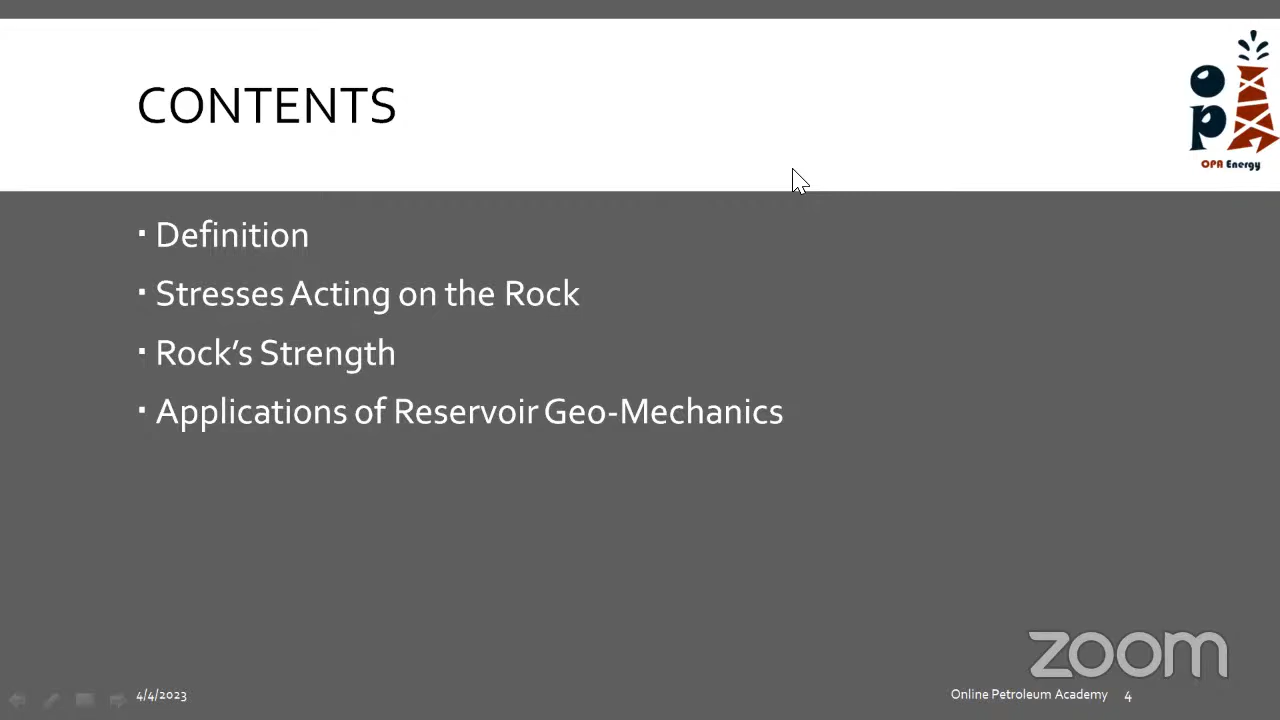 CONTENTS
OPA Energy
▪ Definition
▪ Stresses Acting on the Rock
▪ Rock’s Strength
▪ Applications of Reservoir Geo-Mechanics
zoom
4/4/2023
Online Petroleum Academy 4